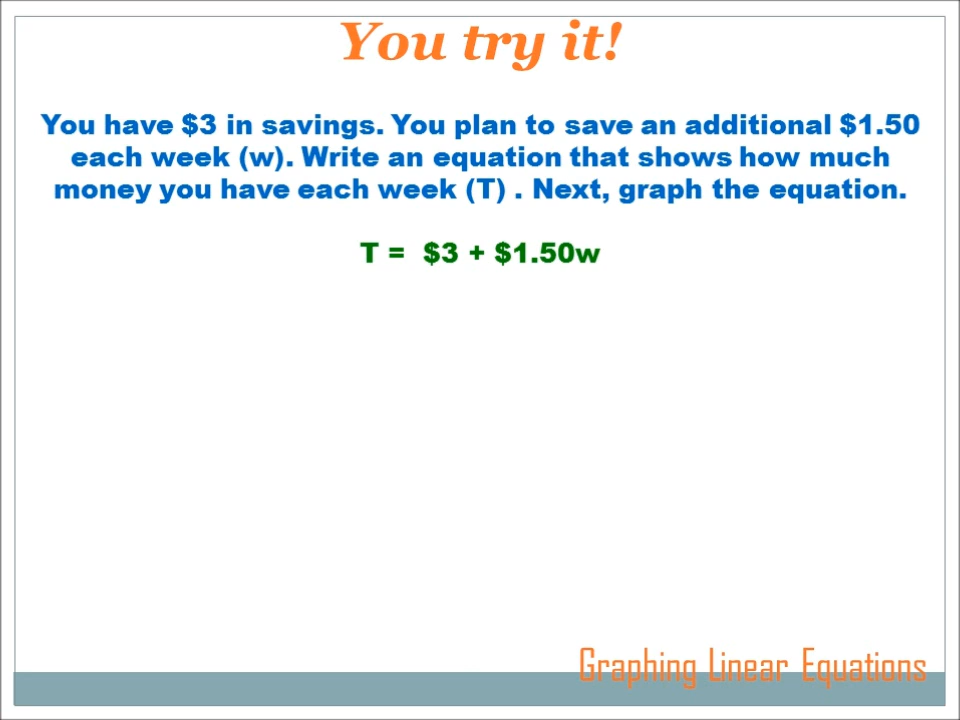 You try it!
You have $3 in savings. You plan to save an additional $1.50
each week (w). Write an equation that shows how much
money you have each week (T) . Next, graph the equation.
T = $3 + $1.50w
Graphing Linear Equations